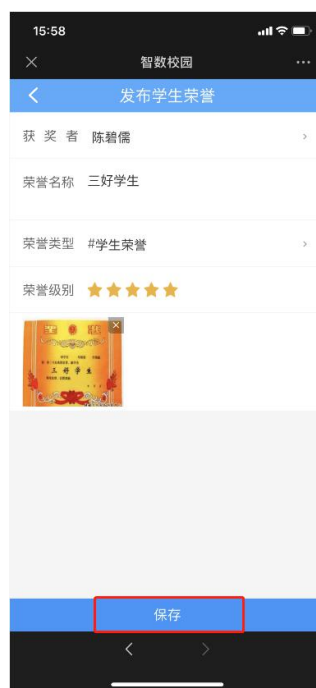 15:58
智数校园
发布学生荣誉
获奖者 陈碧儒
荣誉名称 三好学生
荣誉类型 #学生荣誉
荣誉级别
三好学生
保存